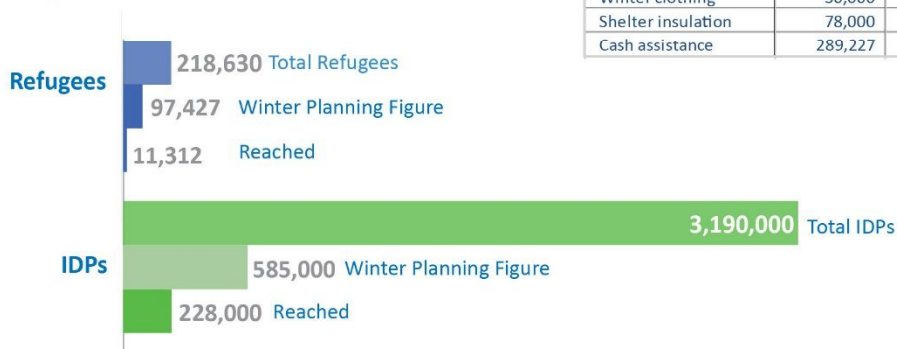 Shelter insulation 78,000
Cash assistance 289,227
Refugees
218,630 Total Refugees
97,427 Winter Planning Figure
11,312 Reached
IDPs
3,190,000 Total IDPs
585,000 Winter Planning Figure
228,000 Reached